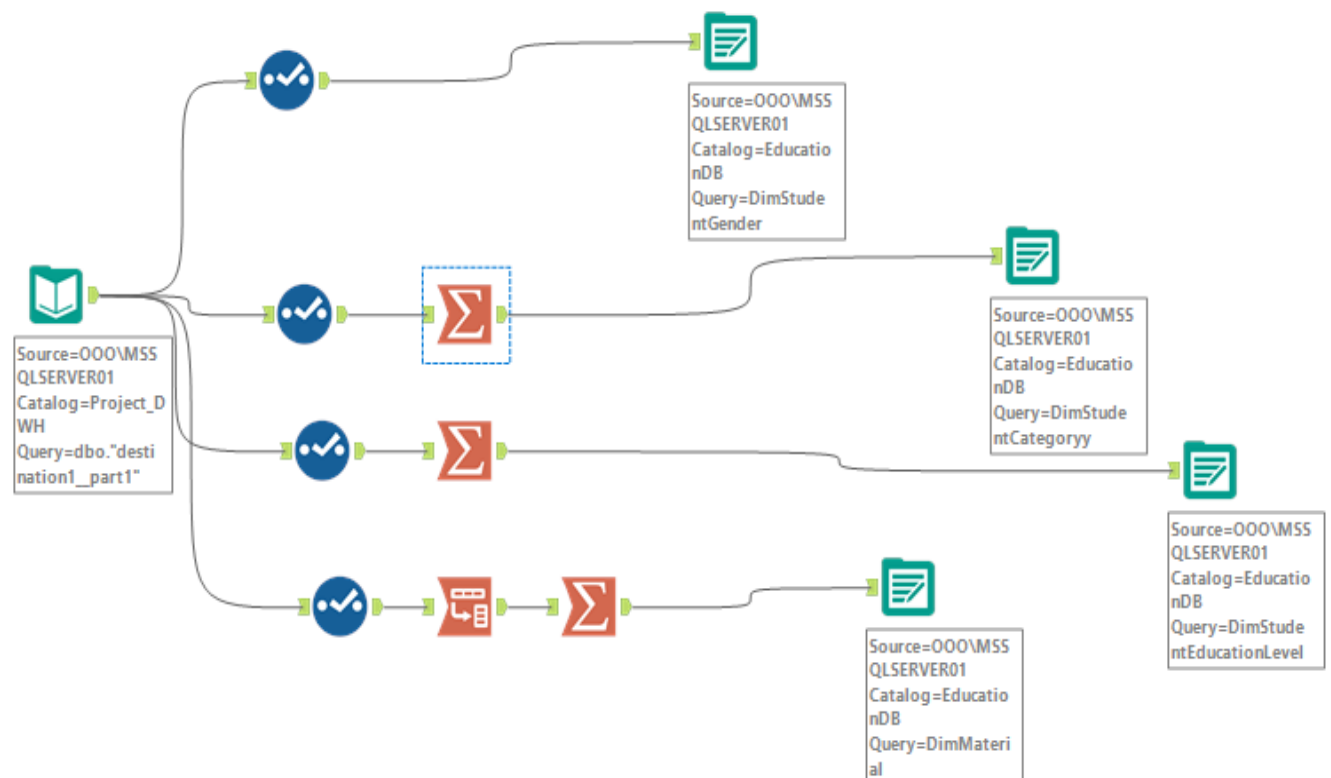 Source=OOO\MSS
QLSERVER01
Catalog=Educatio
nDB
Query=DimStude
ntGender
Source=OOO\MSS
QLSERVER01
Catalog=Project_D
WH
Query=dbo."desti
nation1__part1"
Source=OOO\MSS
QLSERVER01
Catalog=Educatio
nDB
Query=DimStude
ntCategoryy
Source=OOO\MSS
QLSERVER01
Catalog=Educatio
nDB
Query=DimStude
ntEducationLevel
Source=OOO\MSS
QLSERVER01
Catalog=Educatio
nDB
Query=DimMateri
al